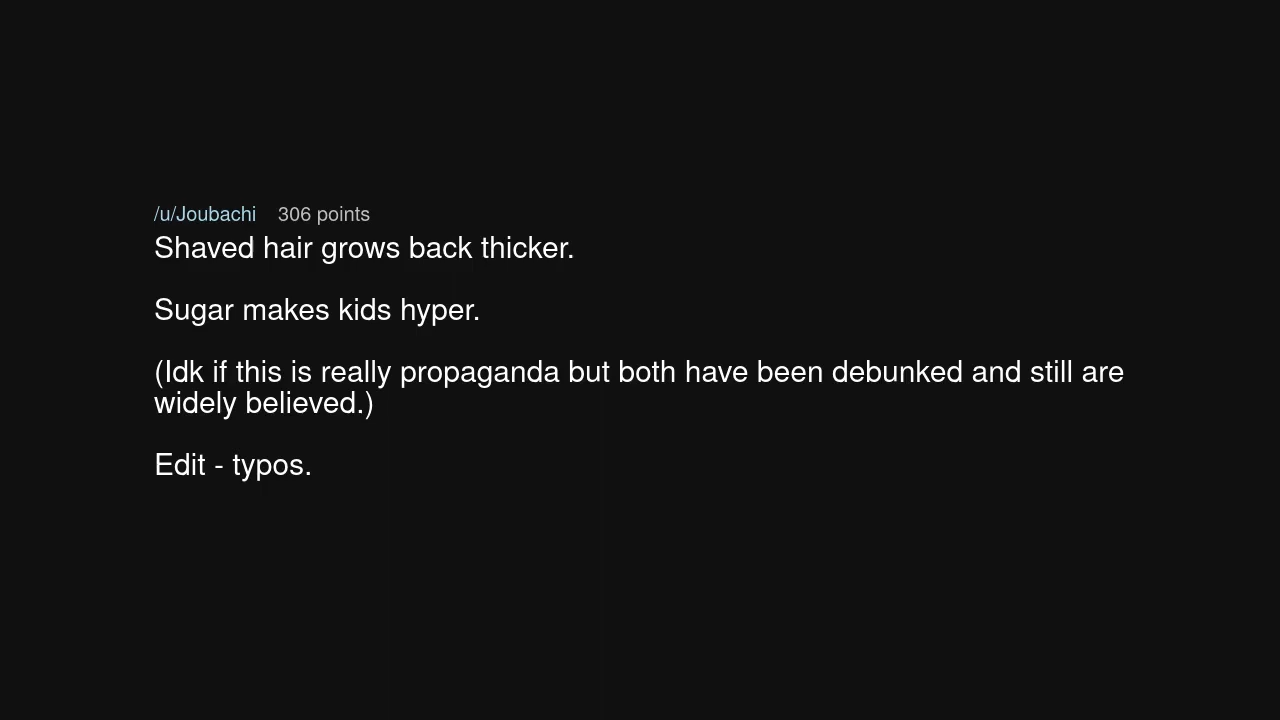 /u/Joubachi 306 points
Shaved hair grows back thicker.
Sugar makes kids hyper.
(Idk if this is really propaganda but both have been debunked and still are
widely believed.)
Edit - typos.